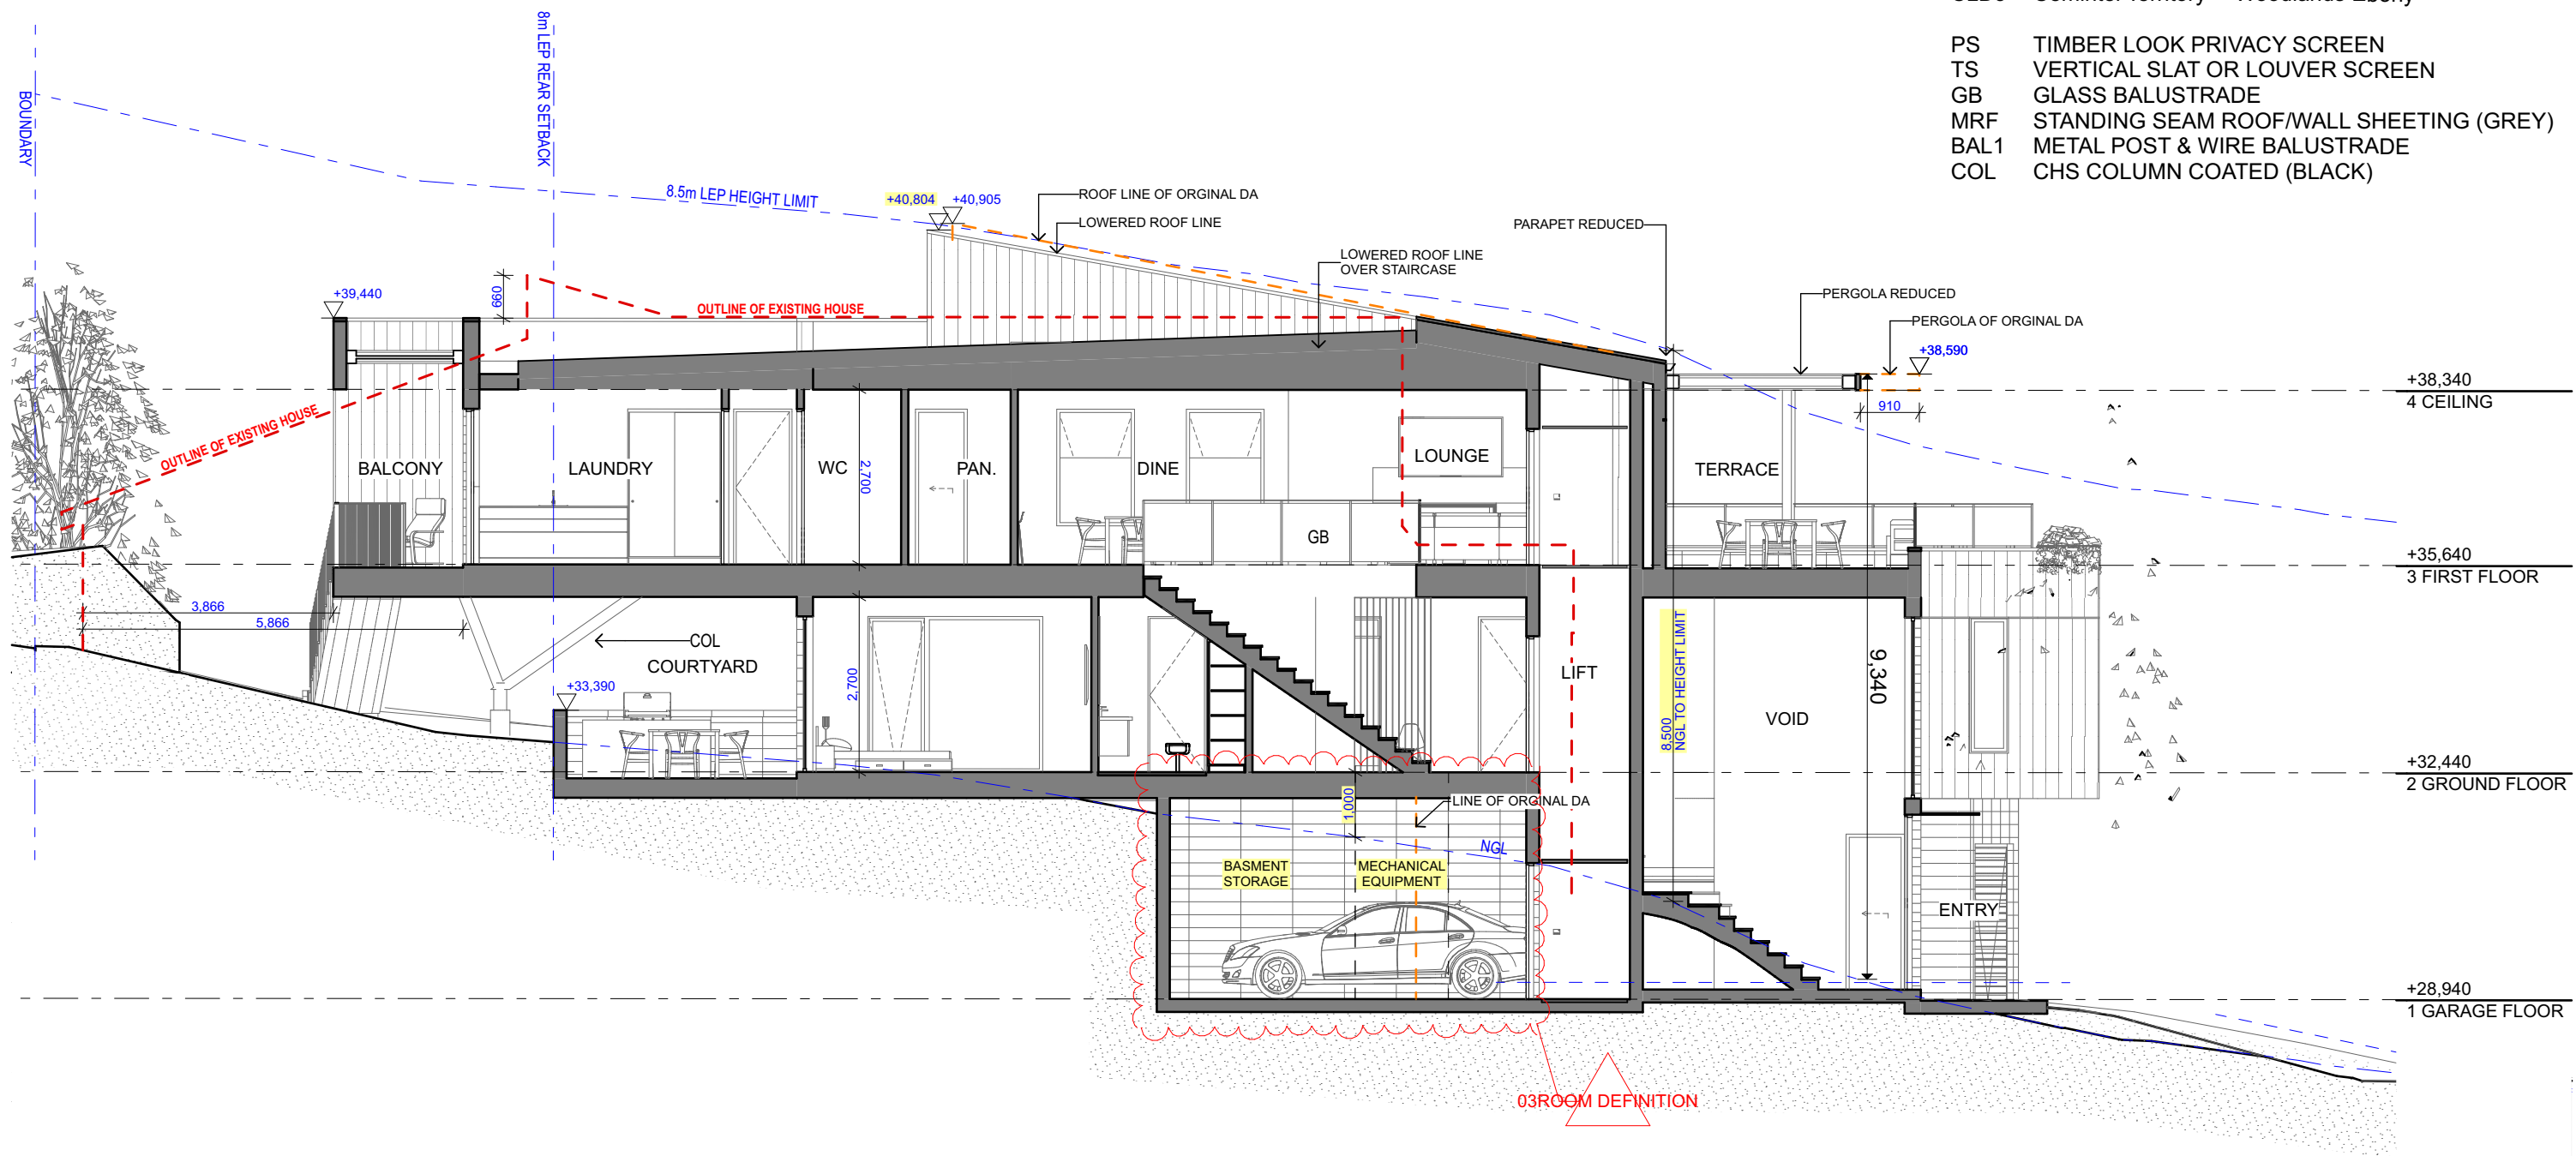 PS TIMBER LOOK PRIVACY SCREEN
TS VERTICAL SLAT OR LOUVER SCREEN
GB GLASS BALUSTRADE
MRF STANDING SEAM ROOF/WALL SHEETING (GREY)
BAL1 METAL POST & WIRE BALUSTRADE
COL CHS COLUMN COATED (BLACK)
BOUNDARY
8m LEP REAR SETBACK
8.5m LEP HEIGHT LIMIT
+40,804 +40,905
ROOF LINE OF ORGINAL DA
LOWERED ROOF LINE
PARAPET REDUCED
LOWERED ROOF LINE
OVER STAIRCASE
PERGOLA REDUCED
PERGOLA OF ORGINAL DA
+39,440
660
OUTLINE OF EXISTING HOUSE
+38,590
+38,340
4 CEILING
910
OUTLINE OF EXISTING HOUSE
BALCONY
LAUNDRY
WC
2,700
PAN.
DINE
LOUNGE
TERRACE
GB
+35,640
3 FIRST FLOOR
3,866
5,866
COL
COURTYARD
+33,390
2,700
LIFT
8,500
NGL TO HEIGHT LIMIT
VOID
9,340
+32,440
2 GROUND FLOOR
1,000
LINE OF ORGINAL DA
NGL
BASMENT
STORAGE
MECHANICAL
EQUIPMENT
ENTRY
+28,940
1 GARAGE FLOOR
03ROOM DEFINITION